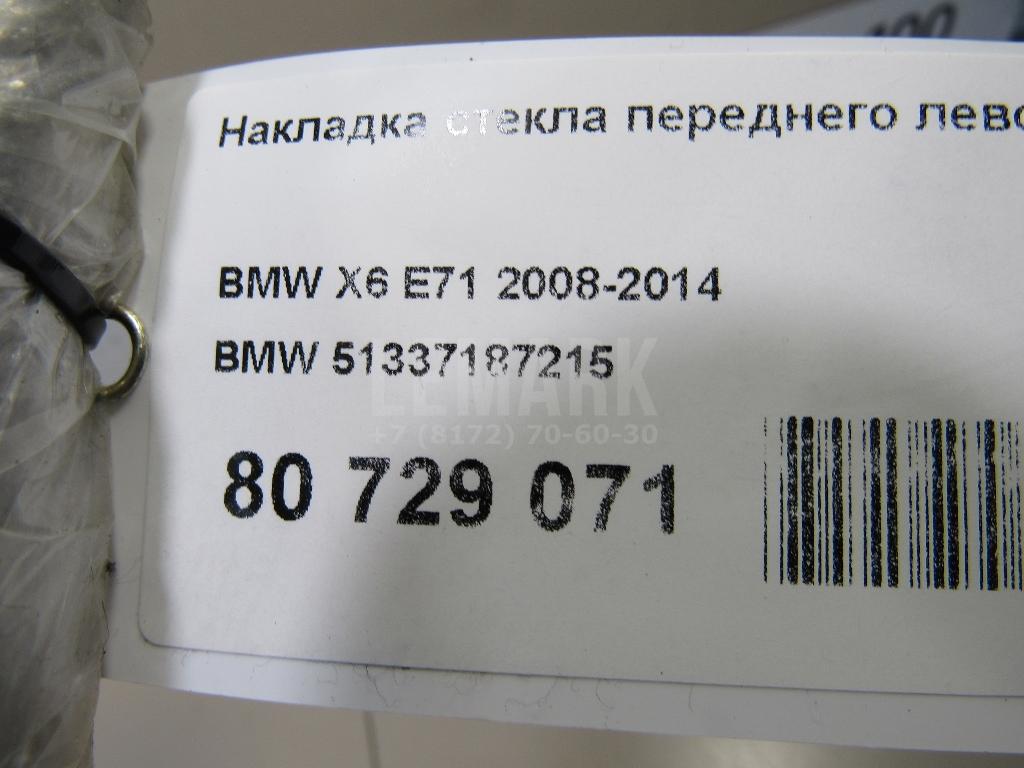 Накладка стекла переднего лево
BMW X6 E71 2008-2014
BMW 51337187215
LEMARK
+7 (8172) 70-60-30
80 729 071